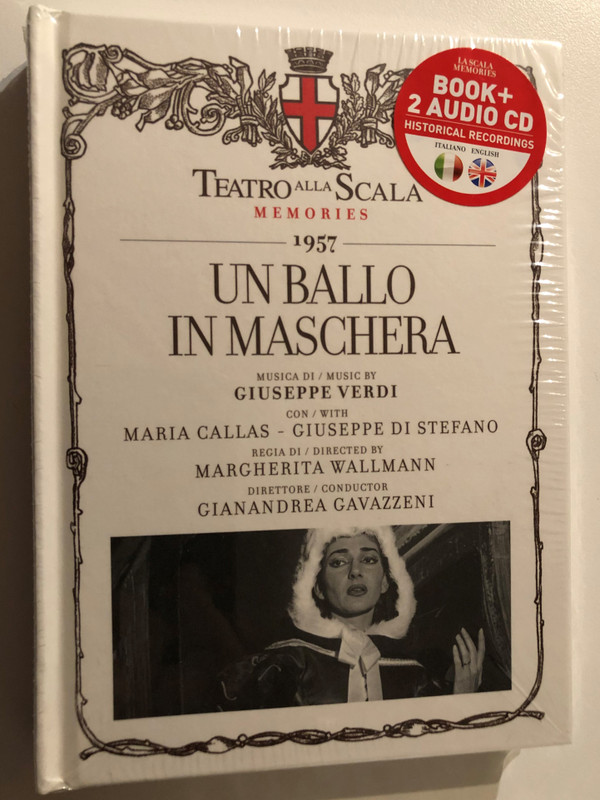 LA SCALA
MEMORIES
BOOK+
2 AUDIO CD
HISTORICAL RECORDINGS
ITALIANO ENGLISH
TEATRO ALLA SCALA
MEMORIES
1957
UN BALLO
IN MASCHERA
MUSICA DI / MUSIC BY
GIUSEPPE VERDI
CON / WITH
MARIA CALLAS - GIUSEPPE DI STEFANO
REGIA DI / DIRECTED BY
MARGHERITA WALLMANN
DIRETTORE / CONDUCTOR
GIANANDREA GAVAZZENI